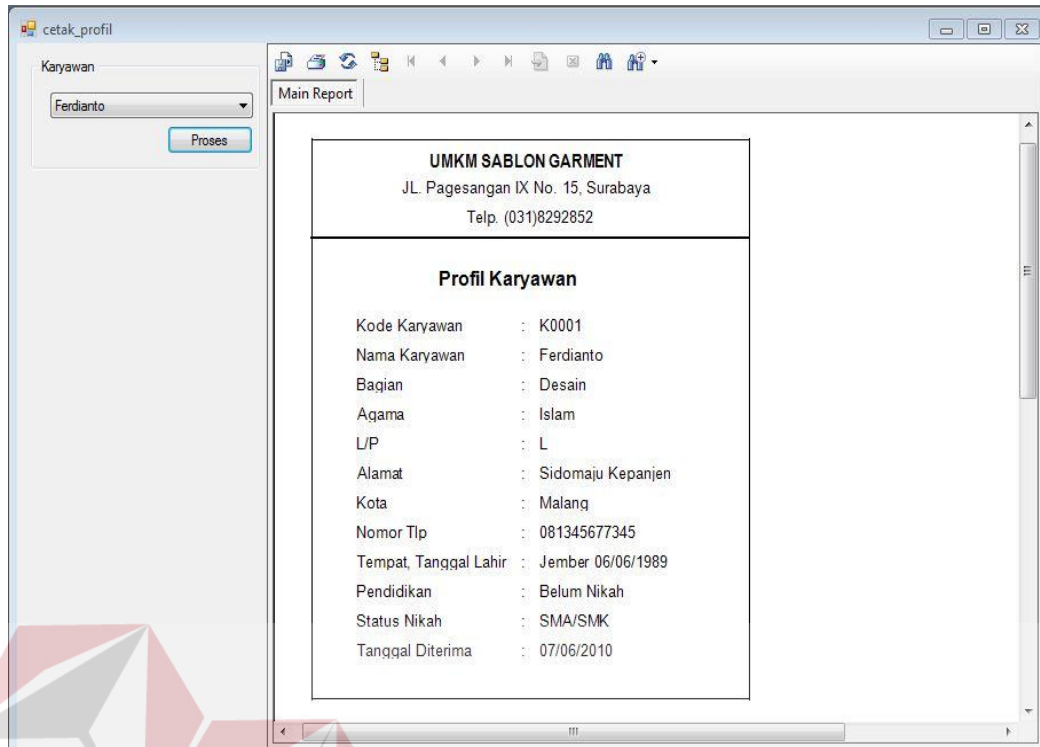 cetak_profil
Karyawan
Ferdianto
Proses
Main Report
UMKM SABLON GARMENT
JL. Pagesangan IX No. 15, Surabaya
Telp. (031)8292852
Profil Karyawan
Kode Karyawan : K0001
Nama Karyawan : Ferdianto
Bagian : Desain
Agama : Islam
L/P : L
Alamat : Sidomaju Kepanjen
Kota : Malang
Nomor Tlp : 081345677345
Tempat, Tanggal Lahir : Jember 06/06/1989
Pendidikan : Belum Nikah
Status Nikah : SMA/SMK
Tanggal Diterima : 07/06/2010